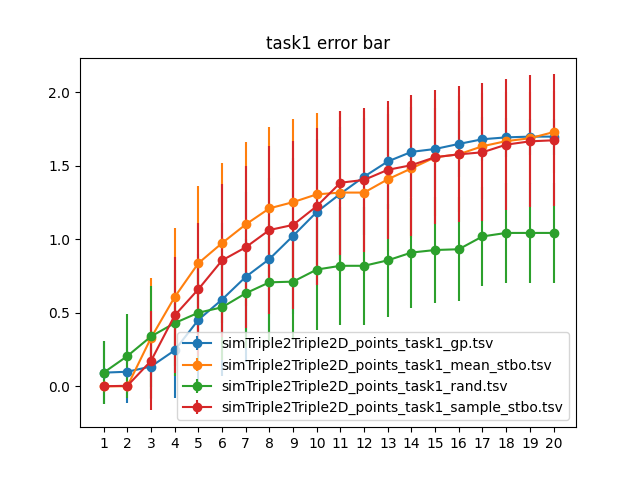 task1 error bar
2.0
1.5
1.0
0.5
0.0
simTriple2Triple2D_points_task1_gp.tsv
simTriple2Triple2D_points_task1_mean_stbo.tsv
simTriple2Triple2D_points_task1_rand.tsv
simTriple2Triple2D_points_task1_sample_stbo.tsv
1 2 3 4 5 6 7 8 9 10 11 12 13 14 15 16 17 18 19 20